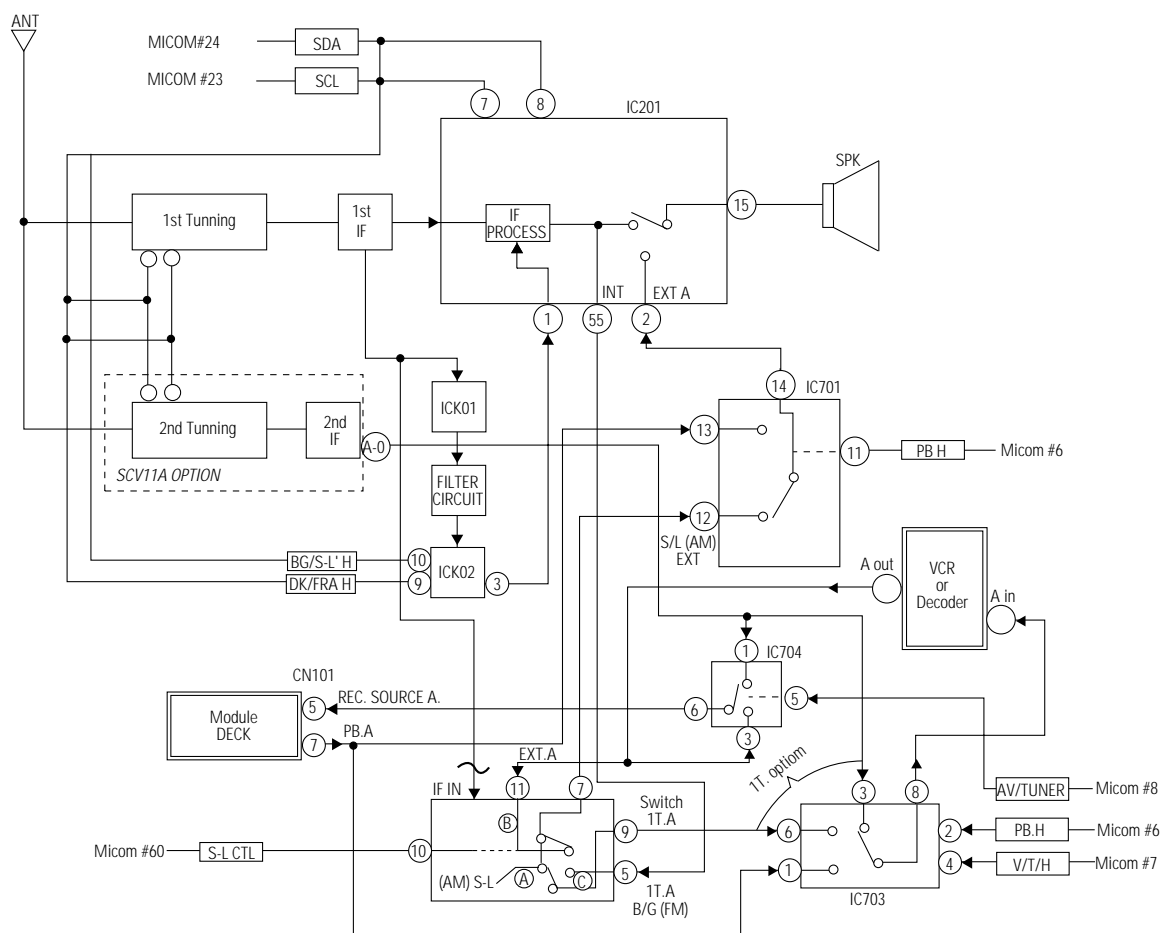 ANT
MICOM#24
SDA
MICOM #23
SCL
7
8
IC201
SPK
1st Tunning
1st
IF
IF
PROCESS
15
INT
EXT A
1
55
2
2nd Tunning
2nd
IF
A-0
SCV11A OPTION
ICK01
14
IC701
13
11
PB H
Micom #6
FILTER
CIRCUIT
12
S/L (AM)
EXT
BG/S-L' H
10
DK/FRA H
9
ICK02
3
A out
VCR
or
Decoder
A in
1
IC704
CN101
Module
DECK
5
REC. SOURCE A.
6
5
7
PB.A
3
EXT.A
1T. optiom
AV/TUNER
Micom #8
IF IN
11
7
Switch
1T.A
3
8
B
9
6
2
PB.H
Micom #6
Micom #60
S-L CTL
10
(AM) S-L
A
C
5
1
4
V/T/H
Micom #7
1T.A
B/G (FM)
IC703